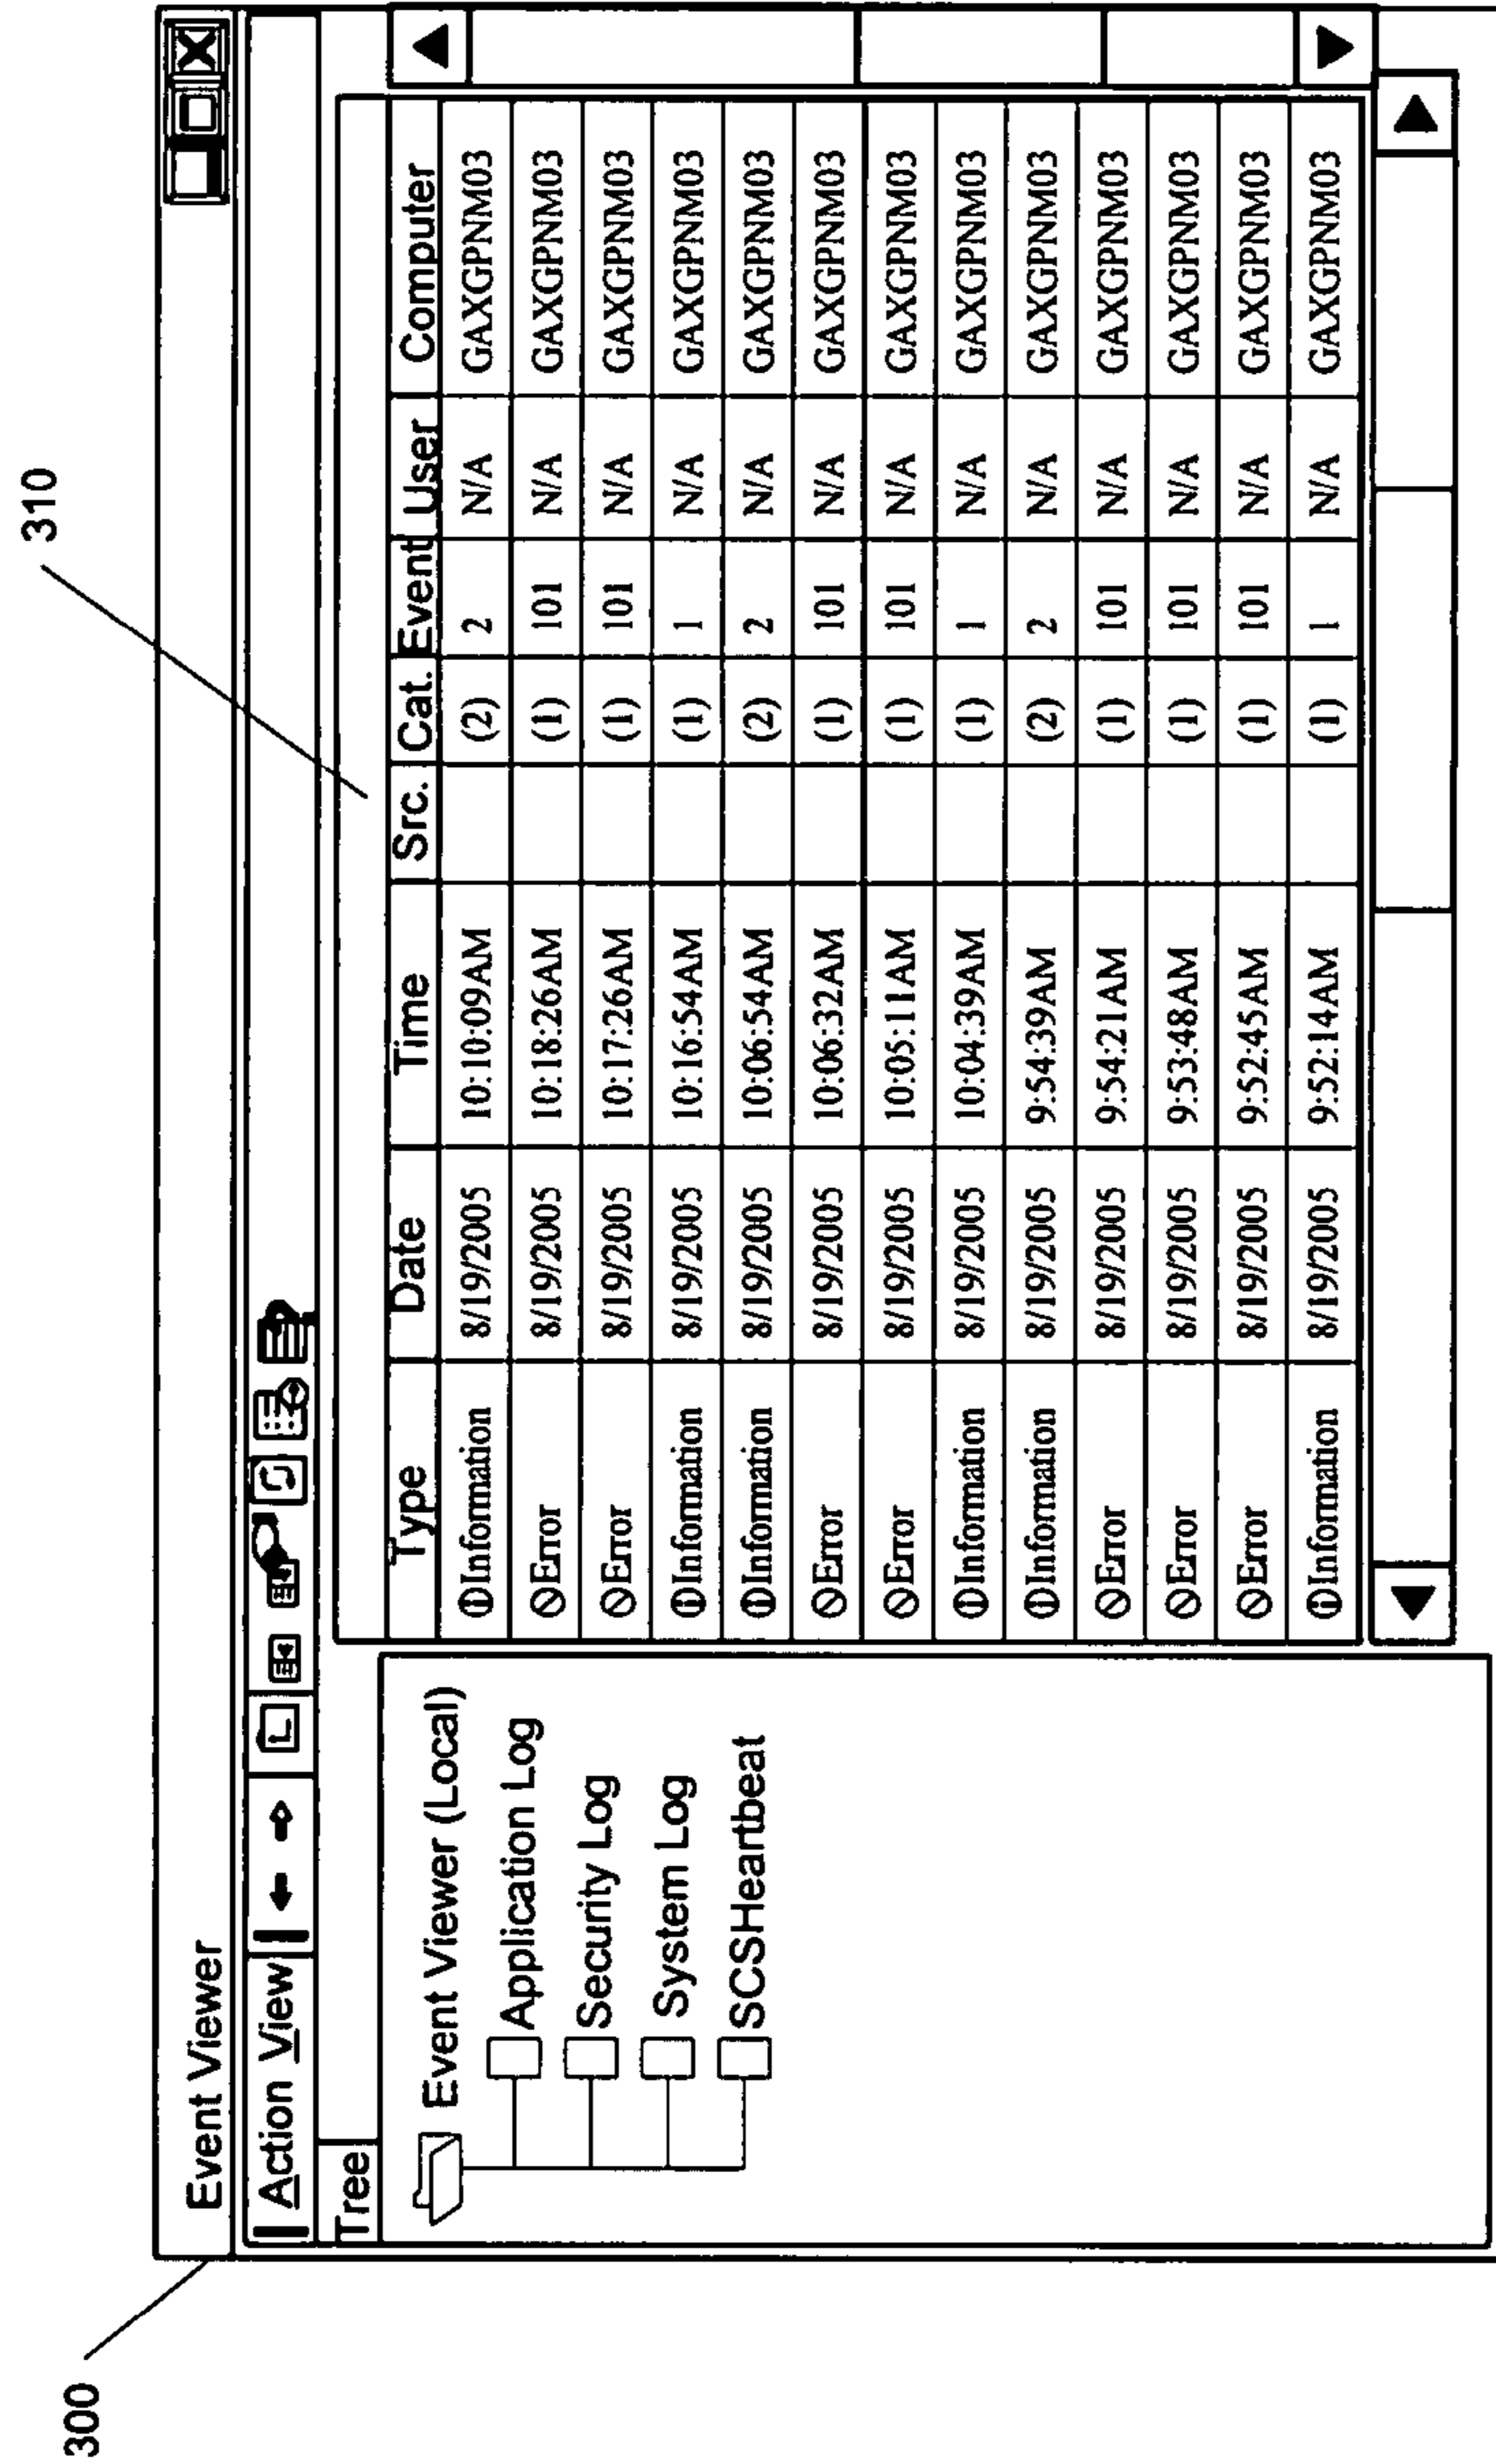 300
310
Event Viewer
Action View
Tree
Event Viewer (Local)
Application Log
Security Log
System Log
SCSHeartbeat
Type Date Time Src. Cat. Event User Computer
Information 8/19/2005 10:10:09AM (2) 2 N/A GAXGPNM03
Error 8/19/2005 10:18:26AM (1) 101 N/A GAXGPNM03
Error 8/19/2005 10:17:26AM (1) 101 N/A GAXGPNM03
Information 8/19/2005 10:16:54AM (1) 1 N/A GAXGPNM03
Information 8/19/2005 10:06:54AM (2) 2 N/A GAXGPNM03
Error 8/19/2005 10:06:32AM (1) 101 N/A GAXGPNM03
Error 8/19/2005 10:05:11AM (1) 101 N/A GAXGPNM03
Information 8/19/2005 10:04:39AM (1) 1 N/A GAXGPNM03
Information 8/19/2005 9:54:39AM (2) 2 N/A GAXGPNM03
Error 8/19/2005 9:54:21AM (1) 101 N/A GAXGPNM03
Error 8/19/2005 9:53:48AM (1) 101 N/A GAXGPNM03
Error 8/19/2005 9:52:45AM (1) 101 N/A GAXGPNM03
Information 8/19/2005 9:52:14AM (1) 1 N/A GAXGPNM03